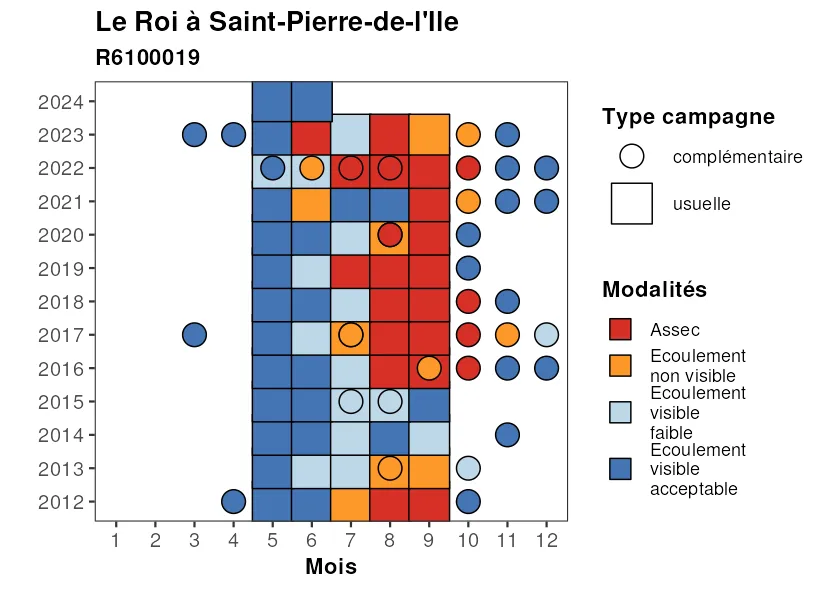 Le Roi à Saint-Pierre-de-l'Ile
R6100019
2024
2023
2022
2021
2020
2019
2018
2017
2016
2015
2014
2013
2012
1 2 3 4 5 6 7 8 9 10 11 12
Mois
Type campagne
complémentaire
usuelle
Modalités
Assec
Ecoulement
non visible
Ecoulement
visible
faible
Ecoulement
visible
acceptable